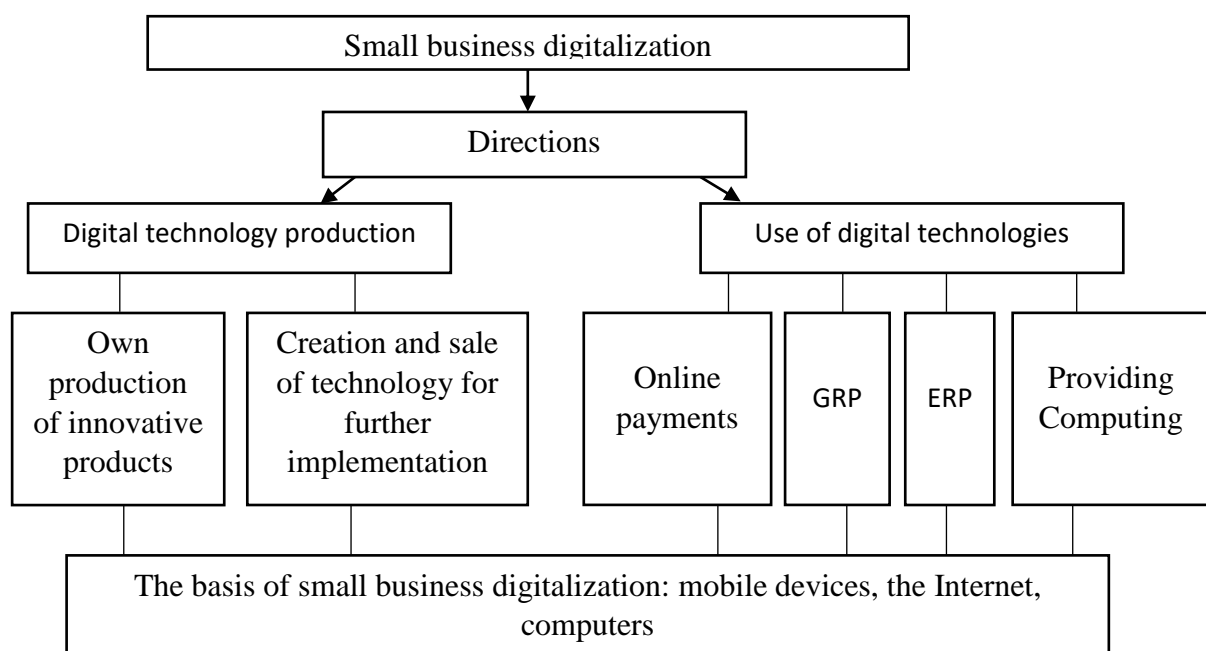 Small business digitalization
Directions
Digital technology production
Use of digital technologies
Own
production
of innovative
products
Creation and sale
of technology for
further
implementation
Online
payments
GRP
ERP
Providing
Computing
The basis of small business digitalization: mobile devices, the Internet,
computers